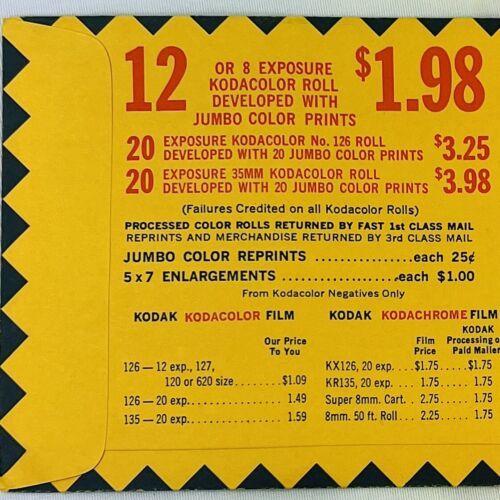 12 OR 8 EXPOSURE
KODACOLOR ROLL
DEVELOPED WITH
JUMBO COLOR PRINTS $1.98
20 EXPOSURE KODACOLOR No. 126 ROLL
DEVELOPED WITH 20 JUMBO COLOR PRINTS $3.25
20 EXPOSURE 35MM KODACOLOR ROLL
DEVELOPED WITH 20 JUMBO COLOR PRINTS $3.98
(Failures Credited on all Kodacolor Rolls)
PROCESSED COLOR ROLLS RETURNED BY FAST 1st CLASS MAIL
REPRINTS AND MERCHANDISE RETURNED BY 3rd CLASS MAIL
JUMBO COLOR REPRINTS ............... each 25¢
5 x 7 ENLARGEMENTS ............... each $1.00
From Kodacolor Negatives Only
KODAK KODACOLOR FILM
Our Price
To You
126 — 12 exp., 127,
120 or 620 size ........ $1.09
126 — 20 exp. ............ 1.49
135 — 20 exp. ............ 1.59
KODAK KODACHROME FILM
Film
Price
KODAK
Processing or
Paid Mailer
KX126, 20 exp. .... $1.75 .... $1.75
KR135, 20 exp. .... 1.75 .... 1.75
Super 8mm. Cart. .. 2.75 .... 1.75
8mm. 50 ft. Roll ... 2.25 .... 1.75